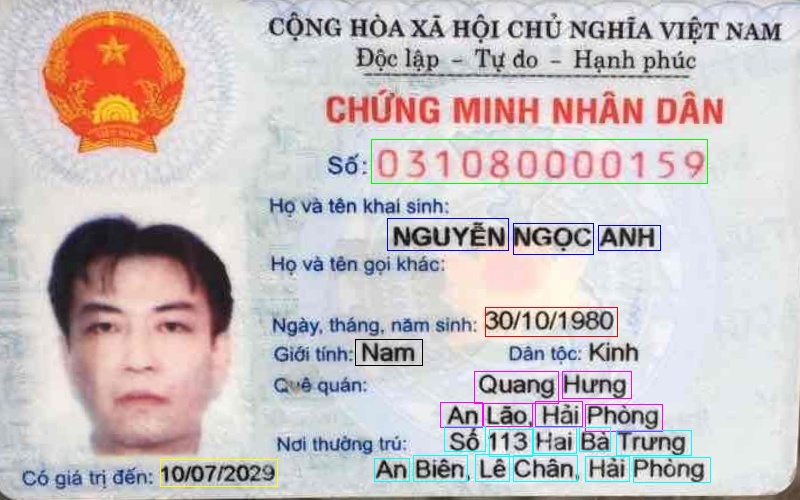 CỘNG HÒA XÃ HỘI CHỦ NGHĨA VIỆT NAM
Độc lập - Tự do - Hạnh phúc
CHỨNG MINH NHÂN DÂN
Số: 031080000159
Họ và tên khai sinh:
NGUYỄN NGỌC ANH
Họ và tên gọi khác:
Ngày, tháng, năm sinh: 30/10/1980
Giới tính: Nam Dân tộc: Kinh
Quê quán: Quang Hưng
An Lão, Hải Phòng
Nơi thường trú: Số 113 Hai Bà Trưng
An Biên, Lê Chân, Hải Phòng
Có giá trị đến: 10/07/2029
VIỆT NAM